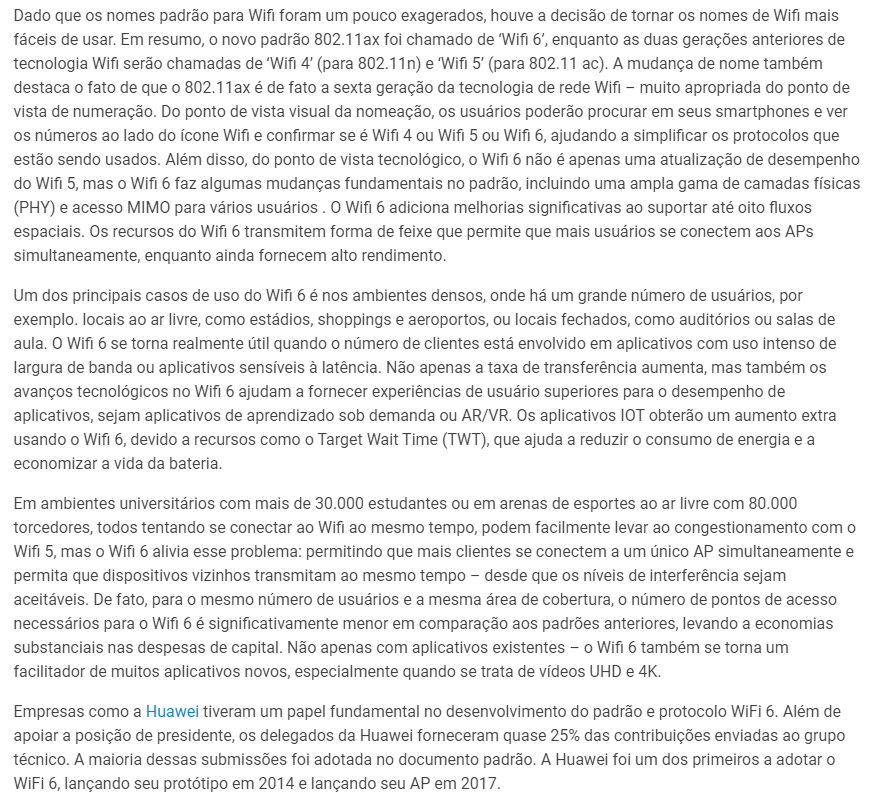 Dado que os nomes padrão para Wifi foram um pouco exagerados, houve a decisão de tornar os nomes de Wifi mais
fáceis de usar. Em resumo, o novo padrão 802.11ax foi chamado de ‘Wifi 6’, enquanto as duas gerações anteriores de
tecnologia Wifi serão chamadas de ‘Wifi 4’ (para 802.11n) e ‘Wifi 5’ (para 802.11 ac). A mudança de nome também
destaca o fato de que o 802.11ax é de fato a sexta geração da tecnologia de rede Wifi – muito apropriada do ponto de
vista de numeração. Do ponto de vista visual da nomeação, os usuários poderão procurar em seus smartphones e ver
os números ao lado do ícone Wifi e confirmar se é Wifi 4 ou Wifi 5 ou Wifi 6, ajudando a simplificar os protocolos que
estão sendo usados. Além disso, do ponto de vista tecnológico, o Wifi 6 não é apenas uma atualização de desempenho
do Wifi 5, mas o Wifi 6 faz algumas mudanças fundamentais no padrão, incluindo uma ampla gama de camadas físicas
(PHY) e acesso MIMO para vários usuários . O Wifi 6 adiciona melhorias significativas ao suportar até oito fluxos
espaciais. Os recursos do Wifi 6 transmitem forma de feixe que permite que mais usuários se conectem aos APs
simultaneamente, enquanto ainda fornecem alto rendimento.
Um dos principais casos de uso do Wifi 6 é nos ambientes densos, onde há um grande número de usuários, por
exemplo. locais ao ar livre, como estádios, shoppings e aeroportos, ou locais fechados, como auditórios ou salas de
aula. O Wifi 6 se torna realmente útil quando o número de clientes está envolvido em aplicativos com uso intenso de
largura de banda ou aplicativos sensíveis à latência. Não apenas a taxa de transferência aumenta, mas também os
avanços tecnológicos no Wifi 6 ajudam a fornecer experiências de usuário superiores para o desempenho de
aplicativos, sejam aplicativos de aprendizado sob demanda ou AR/VR. Os aplicativos IOT obterão um aumento extra
usando o Wifi 6, devido a recursos como o Target Wait Time (TWT), que ajuda a reduzir o consumo de energia e a
economizar a vida da bateria.
Em ambientes universitários com mais de 30.000 estudantes ou em arenas de esportes ao ar livre com 80.000
torcedores, todos tentando se conectar ao Wifi ao mesmo tempo, podem facilmente levar ao congestionamento com o
Wifi 5, mas o Wifi 6 alivia esse problema: permitindo que mais clientes se conectem a um único AP simultaneamente e
permita que dispositivos vizinhos transmitam ao mesmo tempo – desde que os níveis de interferência sejam
aceitáveis. De fato, para o mesmo número de usuários e a mesma área de cobertura, o número de pontos de acesso
necessários para o Wifi 6 é significativamente menor em comparação aos padrões anteriores, levando a economias
substanciais nas despesas de capital. Não apenas com aplicativos existentes – o Wifi 6 também se torna um
facilitador de muitos aplicativos novos, especialmente quando se trata de vídeos UHD e 4K.
Empresas como a Huawei tiveram um papel fundamental no desenvolvimento do padrão e protocolo WiFi 6. Além de
apoiar a posição de presidente, os delegados da Huawei forneceram quase 25% das contribuições enviadas ao grupo
técnico. A maioria dessas submissões foi adotada no documento padrão. A Huawei foi um dos primeiros a adotar o
WiFi 6, lançando seu protótipo em 2014 e lançando seu AP em 2017.